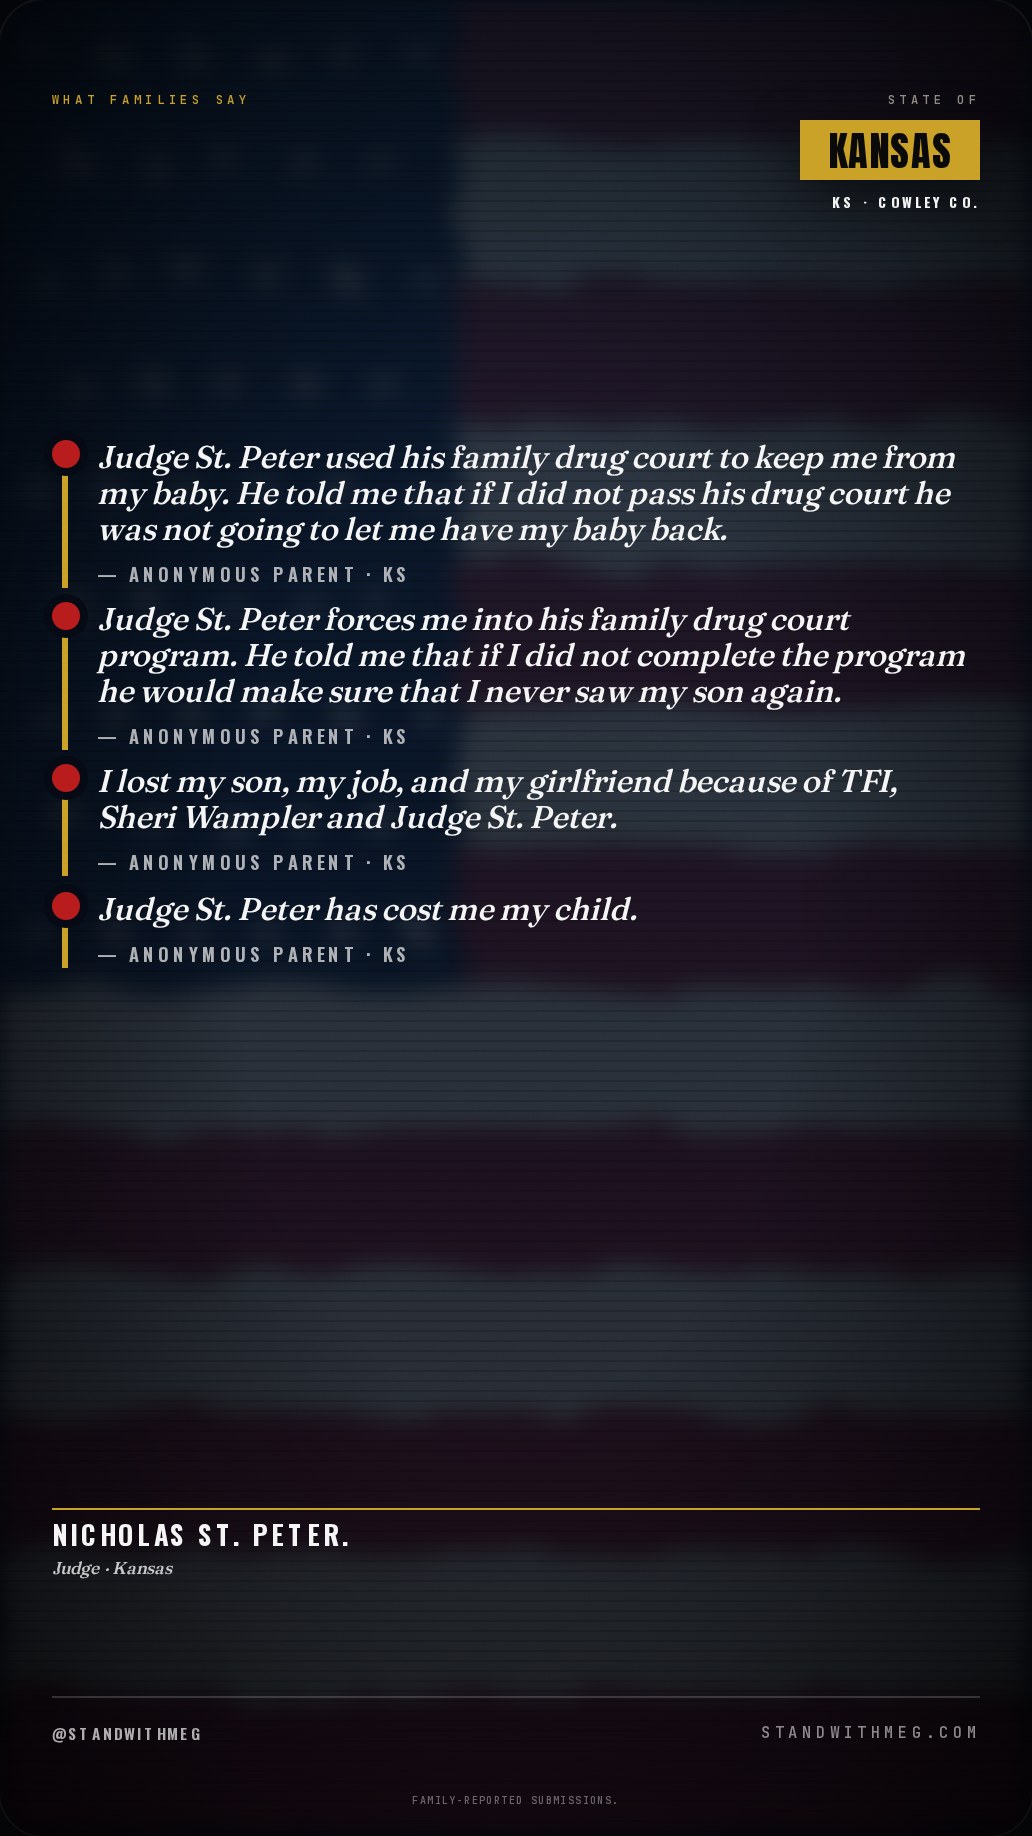 WHAT FAMILIES SAY
STATE OF
KANSAS
KS · COWLEY CO.
Judge St. Peter used his family drug court to keep me from
my baby. He told me that if I did not pass his drug court he
was not going to let me have my baby back.
— ANONYMOUS PARENT · KS
Judge St. Peter forces me into his family drug court
program. He told me that if I did not complete the program
he would make sure that I never saw my son again.
— ANONYMOUS PARENT · KS
I lost my son, my job, and my girlfriend because of TFI,
Sheri Wampler and Judge St. Peter.
— ANONYMOUS PARENT · KS
Judge St. Peter has cost me my child.
— ANONYMOUS PARENT · KS
NICHOLAS ST. PETER.
Judge · Kansas
@STANDWITHMEG
STANDWITHMEG.COM
FAMILY-REPORTED SUBMISSIONS.